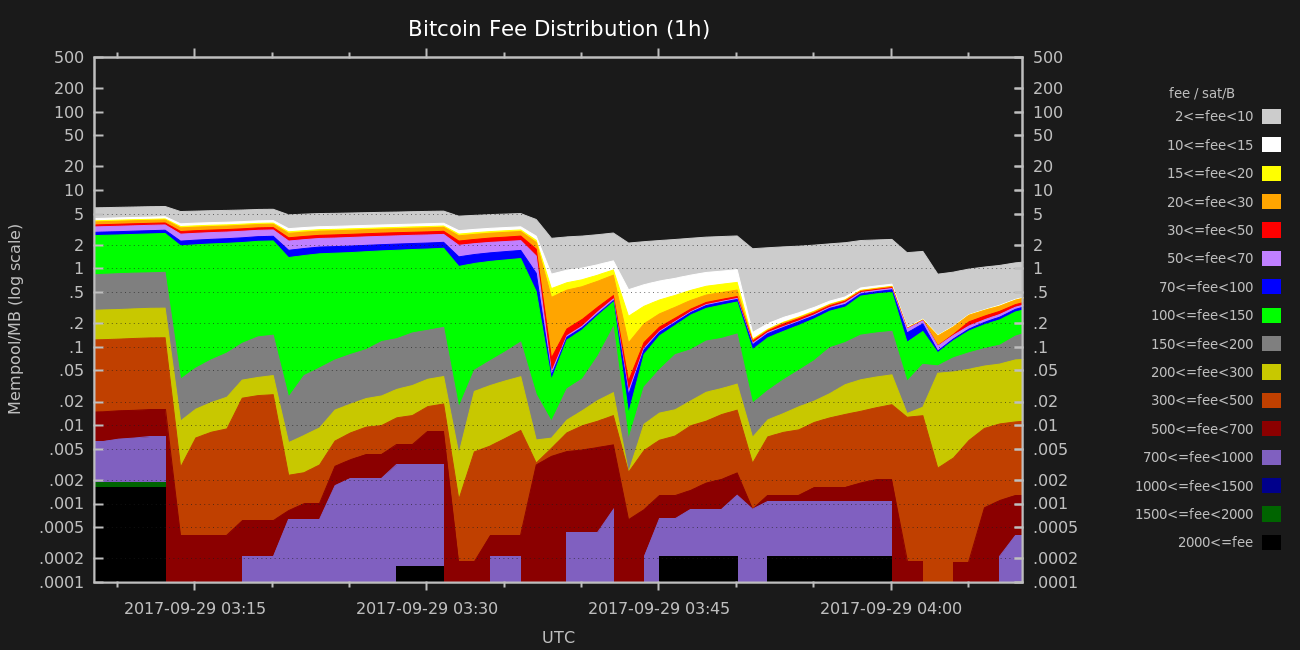 Bitcoin Fee Distribution (1h)
500
200
100
50
20
10
5
2
1
.5
.2
.1
.05
.02
.01
.005
.002
.001
.0005
.0002
.0001
Mempool/MB (log scale)
500
200
100
50
20
10
5
2
1
.5
.2
.1
.05
.02
.01
.005
.002
.001
.0005
.0002
.0001
2017-09-29 03:15
2017-09-29 03:30
2017-09-29 03:45
2017-09-29 04:00
UTC
fee / sat/B
2<=fee<10
10<=fee<15
15<=fee<20
20<=fee<30
30<=fee<50
50<=fee<70
70<=fee<100
100<=fee<150
150<=fee<200
200<=fee<300
300<=fee<500
500<=fee<700
700<=fee<1000
1000<=fee<1500
1500<=fee<2000
2000<=fee